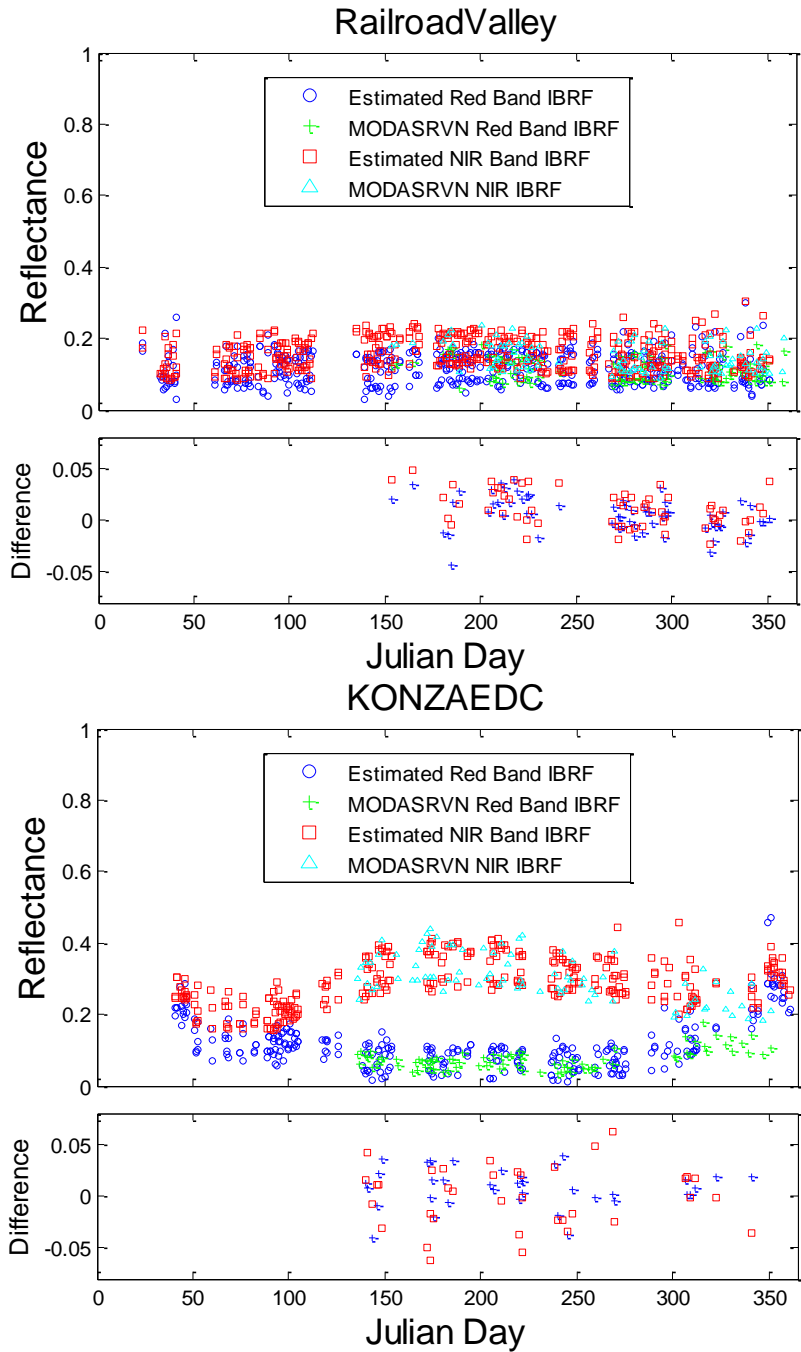 RailroadValley
1
0.8
0.6
0.4
0.2
0
Reflectance
Estimated Red Band IBRF
MODASRVN Red Band IBRF
Estimated NIR Band IBRF
MODASRVN NIR IBRF
0.05
0
-0.05
Difference
0 50 100 150 200 250 300 350
Julian Day
KONZAEDC
1
0.8
0.6
0.4
0.2
0
Reflectance
Estimated Red Band IBRF
MODASRVN Red Band IBRF
Estimated NIR Band IBRF
MODASRVN NIR IBRF
0.05
0
-0.05
Difference
0 50 100 150 200 250 300 350
Julian Day